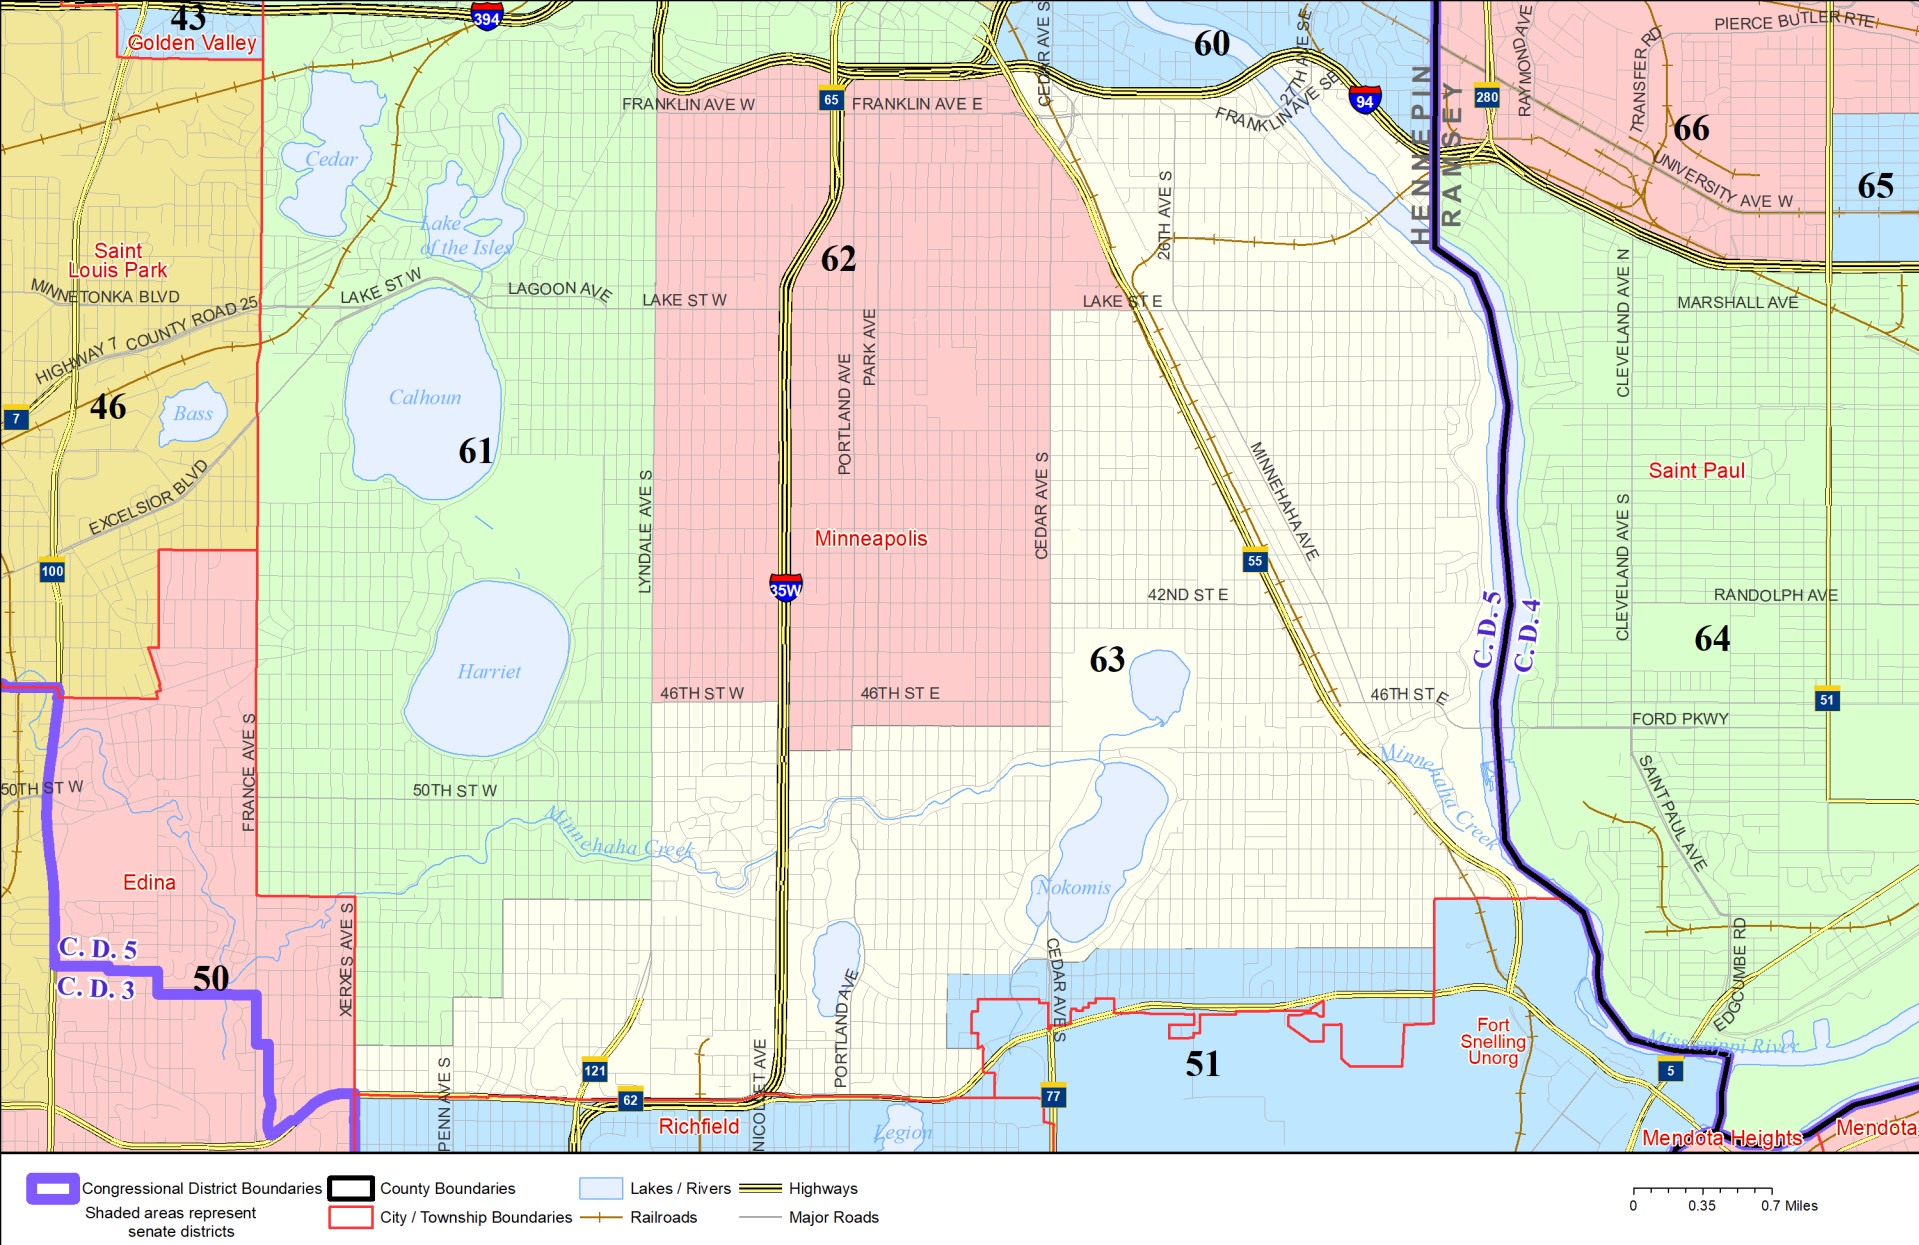 43
Golden Valley
394
CEDAR AVE S
60
27TH AVE SE
PIERCE BUTLER RTE
RAYMOND AVE
TRANSFER RD
FRANKLIN AVE W
65
FRANKLIN AVE E
FRANKLIN AVE SE
94
HENNEPIN
RAMSEY
280
66
UNIVERSITY AVE W
65
Cedar
Lake
of the Isles
26TH AVE S
Saint
Louis Park
62
MINNETONKA BLVD
LAKE ST W
LAGOON AVE
LAKE ST W
LAKE ST E
CLEVELAND AVE N
MARSHALL AVE
HIGHWAY 7
COUNTY ROAD 25
PARK AVE
PORTLAND AVE
46
7
Bass
Calhoun
61
EXCELSIOR BLVD
LYNDALE AVE S
CEDAR AVE S
MINNEHAHA AVE
Saint Paul
CLEVELAND AVE S
Minneapolis
100
35W
55
42ND ST E
C. D. 5
C. D. 4
RANDOLPH AVE
64
63
Harriet
46TH ST W
46TH ST E
46TH ST E
51
FORD PKWY
FRANCE AVE S
50TH ST W
50TH ST W
Minnehaha Creek
Minnehaha Creek
SAINT PAUL AVE
Edina
Nokomis
XERXES AVE S
C. D. 5
C. D. 3
50
PORTLAND AVE
CEDAR AVE S
EDGCUMBE RD
Fort
Snelling
Unorg
Mississippi River
51
5
PENN AVE S
121
62
NICOLLET AVE
77
Richfield
Legion
Mendota Heights
Mendota
Congressional District Boundaries
County Boundaries
Lakes / Rivers
Highways
Shaded areas represent
senate districts
City / Township Boundaries
Railroads
Major Roads
0
0.35
0.7 Miles